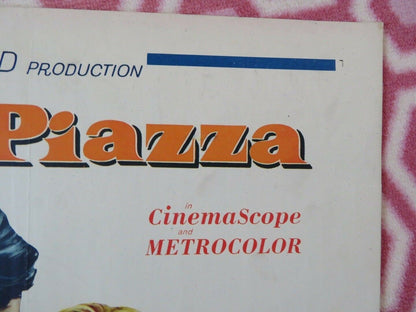 D PRODUCTION
Piazza
in
CinemaScope
and
METROCOLOR